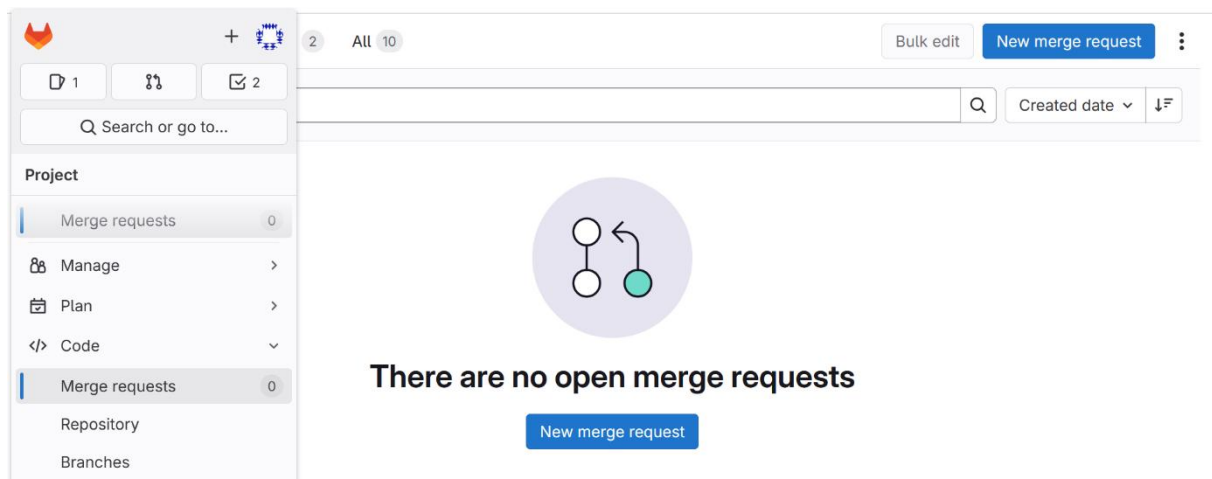 2 All 10 Bulk edit New merge request
1 2
Search or go to...
Created date
Project
Merge requests 0
Manage
Plan
Code
Merge requests 0
Repository
Branches
There are no open merge requests
New merge request